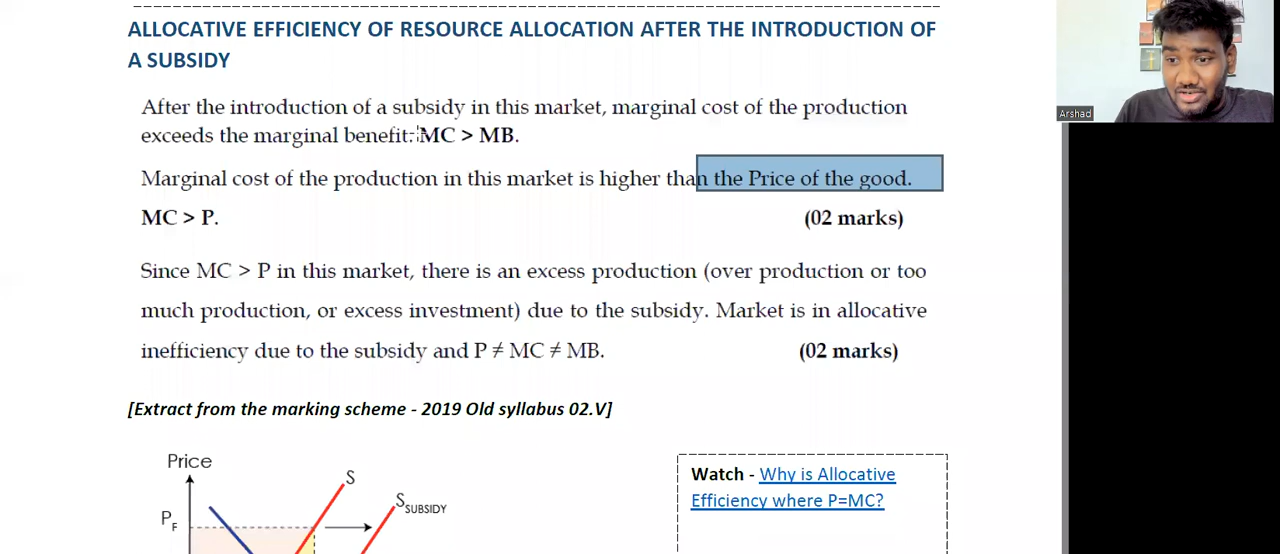 ALLOCATIVE EFFICIENCY OF RESOURCE ALLOCATION AFTER THE INTRODUCTION OF
A SUBSIDY
After the introduction of a subsidy in this market, marginal cost of the production
exceeds the marginal benefit: MC > MB.
Marginal cost of the production in this market is higher than the Price of the good.
MC > P. (02 marks)
Since MC > P in this market, there is an excess production (over production or too
much production, or excess investment) due to the subsidy. Market is in allocative
inefficiency due to the subsidy and P ≠ MC ≠ MB. (02 marks)
[Extract from the marking scheme - 2019 Old syllabus 02.V]
Price
S
S SUBSIDY
P F
Watch - Why is Allocative
Efficiency where P=MC?
Arshad